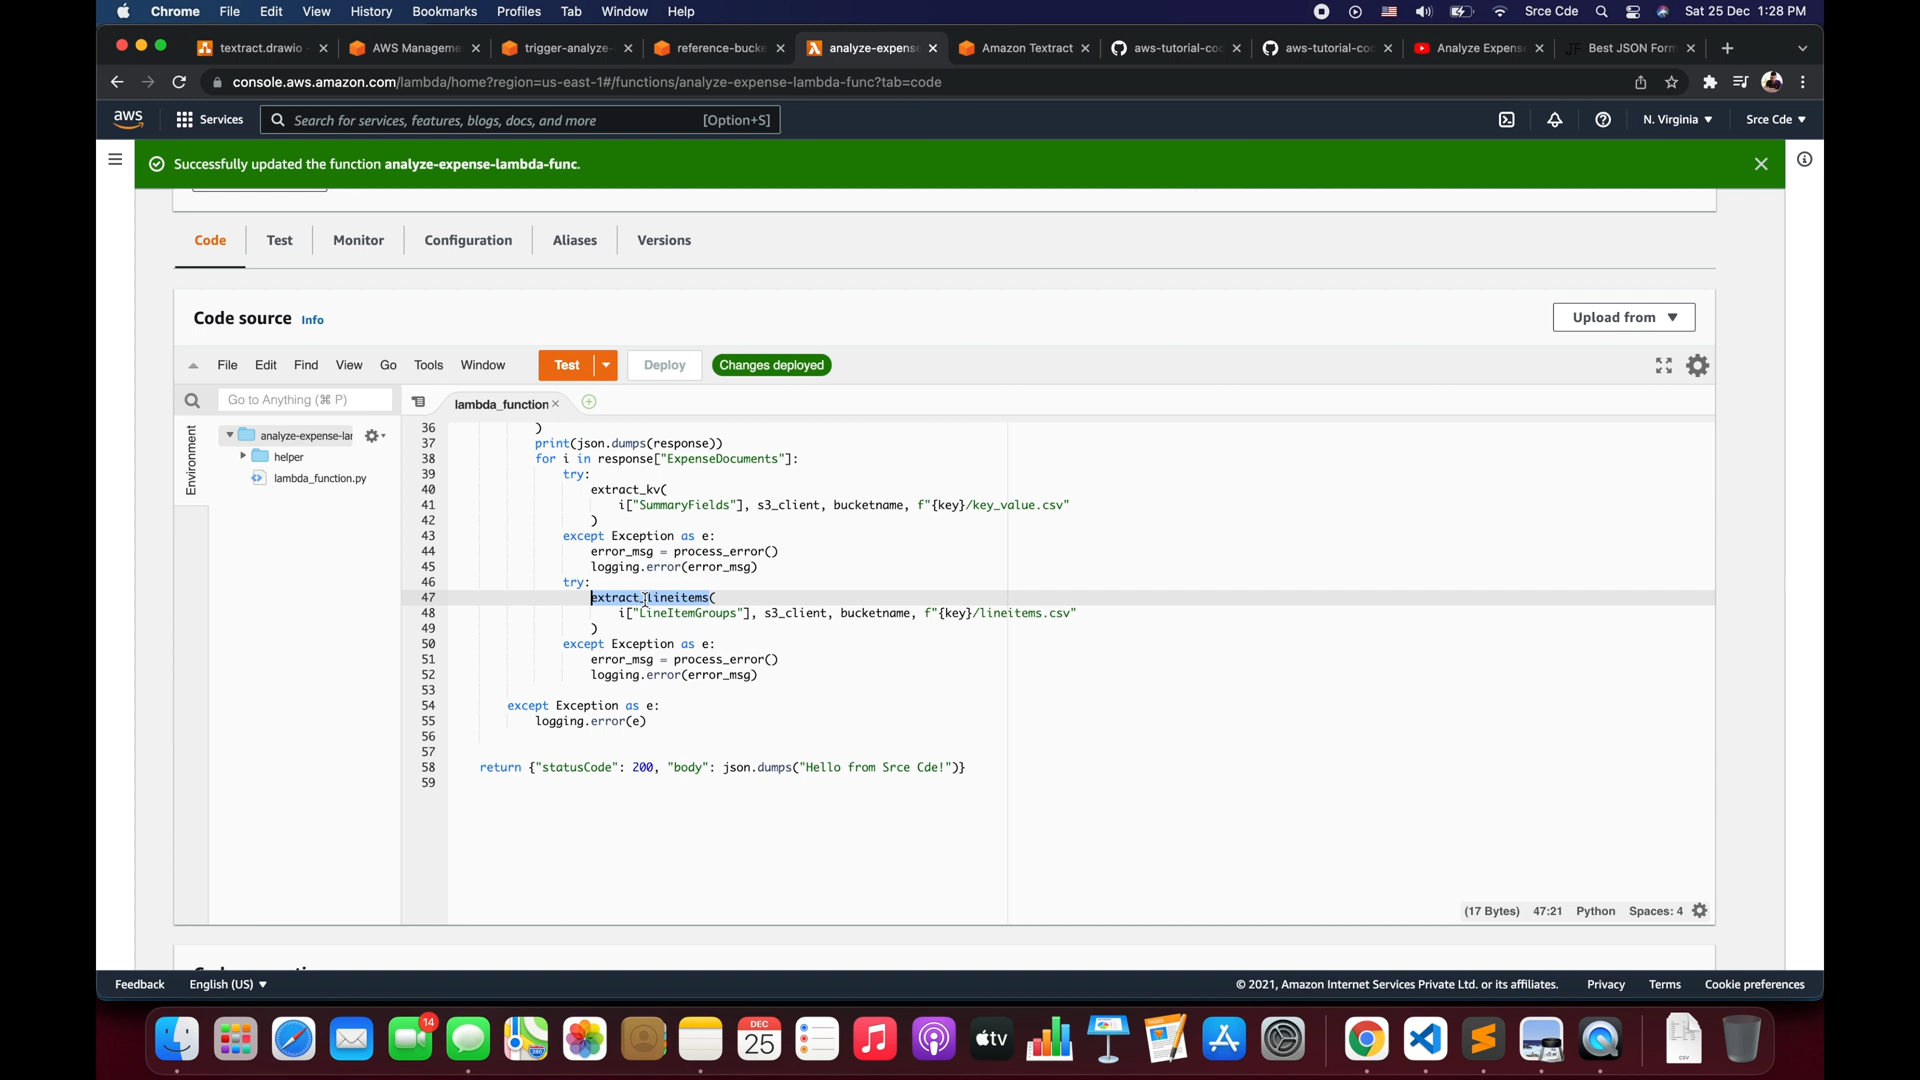 Chrome File Edit View History Bookmarks Profiles Tab Window Help Srce Cde Sat 25 Dec 1:28 PM
textract.drawio AWS Manageme trigger-analyze- reference-bucke analyze-expens Amazon Textract aws-tutorial-co aws-tutorial-co Analyze Expens JF Best JSON Form
console.aws.amazon.com/lambda/home?region=us-east-1#/functions/analyze-expense-lambda-func?tab=code
aws Services Search for services, features, blogs, docs, and more [Option+S] N. Virginia ▼ Srce Cde ▼
Successfully updated the function analyze-expense-lambda-func.
Code Test Monitor Configuration Aliases Versions
Code source Info Upload from ▼
File Edit Find View Go Tools Window Test Deploy Changes deployed
Go to Anything (⌘ P) lambda_function
Environment
analyze-expense-lar
helper
lambda_function.py
36 )
37 print(json.dumps(response))
38 for i in response["ExpenseDocuments"]:
39 try:
40 extract_kv(
41 i["SummaryFields"], s3_client, bucketname, f"{key}/key_value.csv"
42 )
43 except Exception as e:
44 error_msg = process_error()
45 logging.error(error_msg)
46 try:
47 extract_lineitems(
48 i["LineItemGroups"], s3_client, bucketname, f"{key}/lineitems.csv"
49 )
50 except Exception as e:
51 error_msg = process_error()
52 logging.error(error_msg)
53
54 except Exception as e:
55 logging.error(e)
56
57
58 return {"statusCode": 200, "body": json.dumps("Hello from Srce Cde!")}
59
(17 Bytes) 47:21 Python Spaces: 4
Feedback English (US) ▼ © 2021, Amazon Internet Services Private Ltd. or its affiliates. Privacy Terms Cookie preferences
14
DEC
25
tv
280
CSV